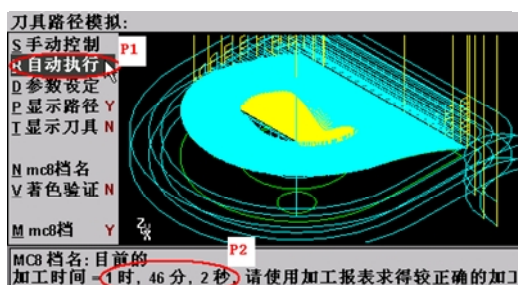 刀具路径模拟:
S 手动控制
P1
R 自动执行
D 参数设定
P 显示路径 Y
T 显示刀具 N
N mc8档名
V 著色验证 N
M mc8档 Y
P2
MC8 档名: 目前的
加工时间 = 1 时, 46 分, 2 秒, 请使用加工报表求得较正确的加工